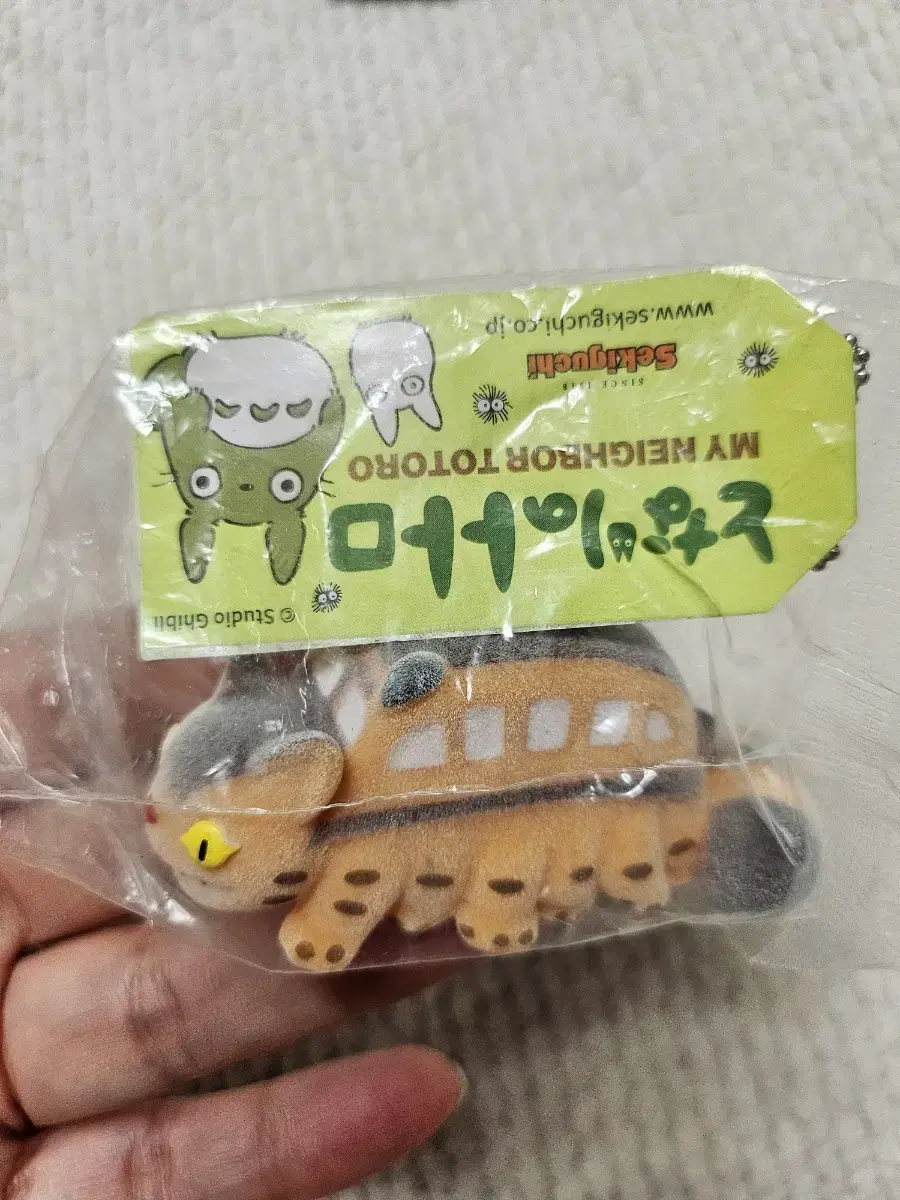 © Studio Ghibli
となりのトトロ
MY NEIGHBOR TOTORO
SINCE 1918
Sekiguchi
www.sekiguchi.co.jp